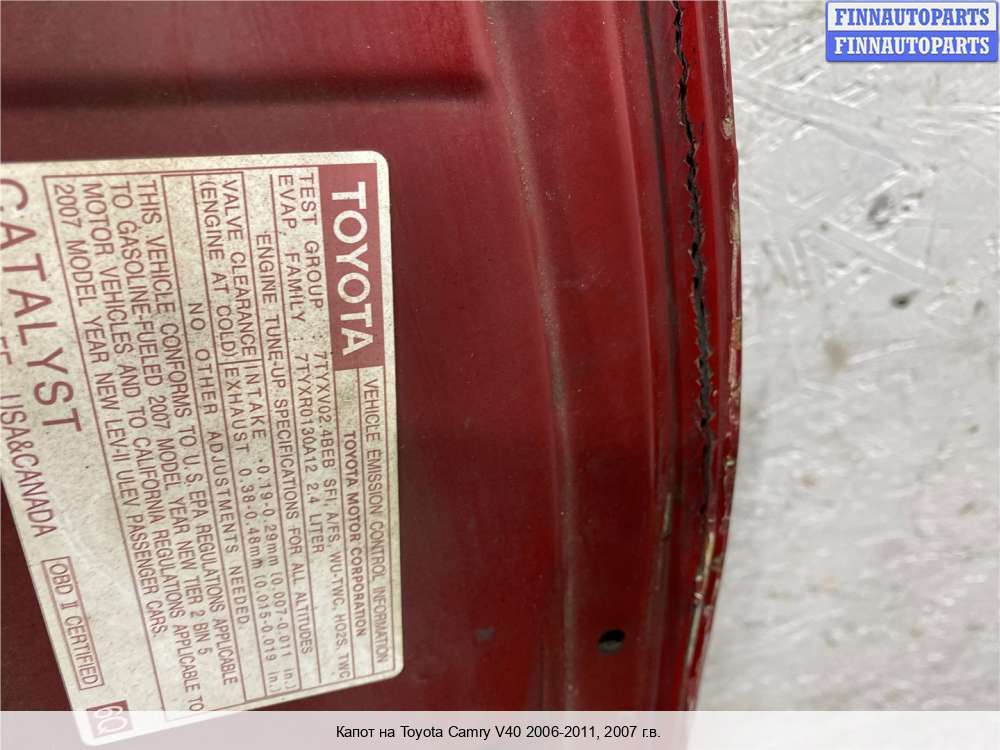 FINNAUTOPARTS
FINNAUTOPARTS
TOYOTA
VEHICLE EMISSION CONTROL INFORMATION
TOYOTA MOTOR CORPORATION
TEST GROUP : 7TYXV02.4BEB SFI, A/FS, WU-TWC, HO2S, TWC
EVAP. FAMILY : 7TYXR0130A12 2.4 LITER
ENGINE TUNE-UP SPECIFICATIONS FOR ALL ALTITUDES
VALVE CLEARANCE INTAKE : 0.19-0.29mm (0.007-0.011 in.)
(ENGINE AT COLD) EXHAUST 0.38-0.48mm (0.015-0.019 in.)
NO OTHER ADJUSTMENTS NEEDED.
THIS VEHICLE CONFORMS TO U.S. EPA REGULATIONS APPLICABLE
TO GASOLINE-FUELED 2007 MODEL YEAR NEW TIER 2 BIN 5
MOTOR VEHICLES AND TO CALIFORNIA REGULATIONS APPLICABLE TO
2007 MODEL YEAR NEW LEV-II ULEV PASSENGER CARS.
CATALYST
USA&CANADA
OBD II CERTIFIED
6Q
Капот на Toyota Camry V40 2006-2011, 2007 г.в.